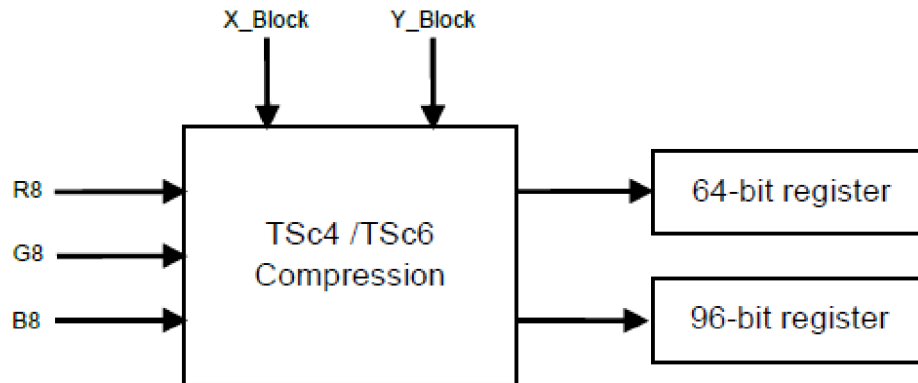 X_Block Y_Block
R8
64-bit register
TSc4 /TSc6
G8
Compression
B8
96-bit register